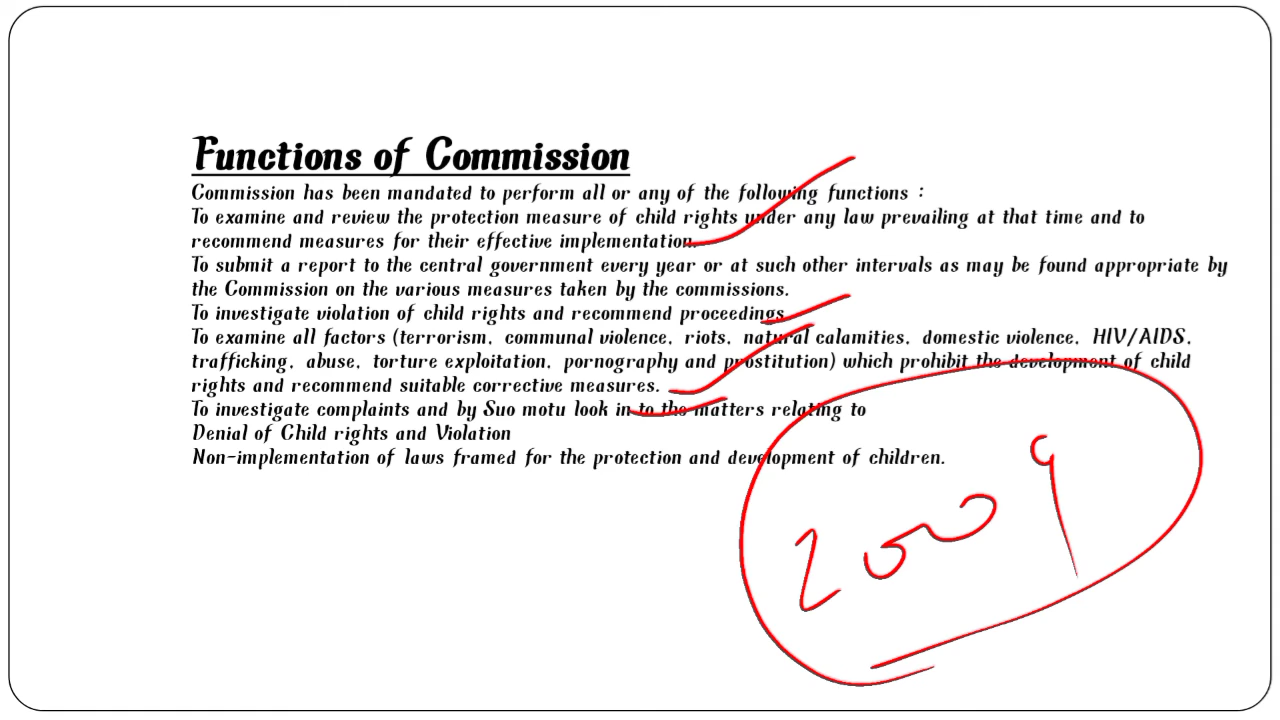 Functions of Commission
Commission has been mandated to perform all or any of the following functions :
To examine and review the protection measure of child rights under any law prevailing at that time and to
recommend measures for their effective implementation.
To submit a report to the central government every year or at such other intervals as may be found appropriate by
the Commission on the various measures taken by the commissions.
To investigate violation of child rights and recommend proceedings.
To examine all factors (terrorism, communal violence, riots, natural calamities, domestic violence, HIV/AIDS,
trafficking, abuse, torture exploitation, pornography and prostitution) which prohibit the development of child
rights and recommend suitable corrective measures.
To investigate complaints and by Suo motu look in to the matters relating to
Denial of Child rights and Violation
Non-implementation of laws framed for the protection and development of children.
2009